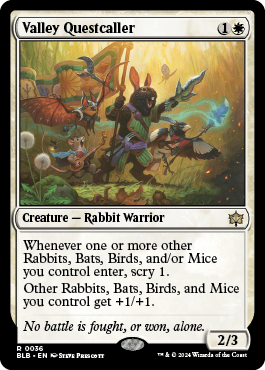 Valley Questcaller 1
Creature — Rabbit Warrior
Whenever one or more other
Rabbits, Bats, Birds, and/or Mice
you control enter, scry 1.
Other Rabbits, Bats, Birds, and Mice
you control get +1/+1.
No battle is fought, or won, alone.
2/3
R 0036
BLB • EN Steve Prescott
™ & © 2024 Wizards of the Coast